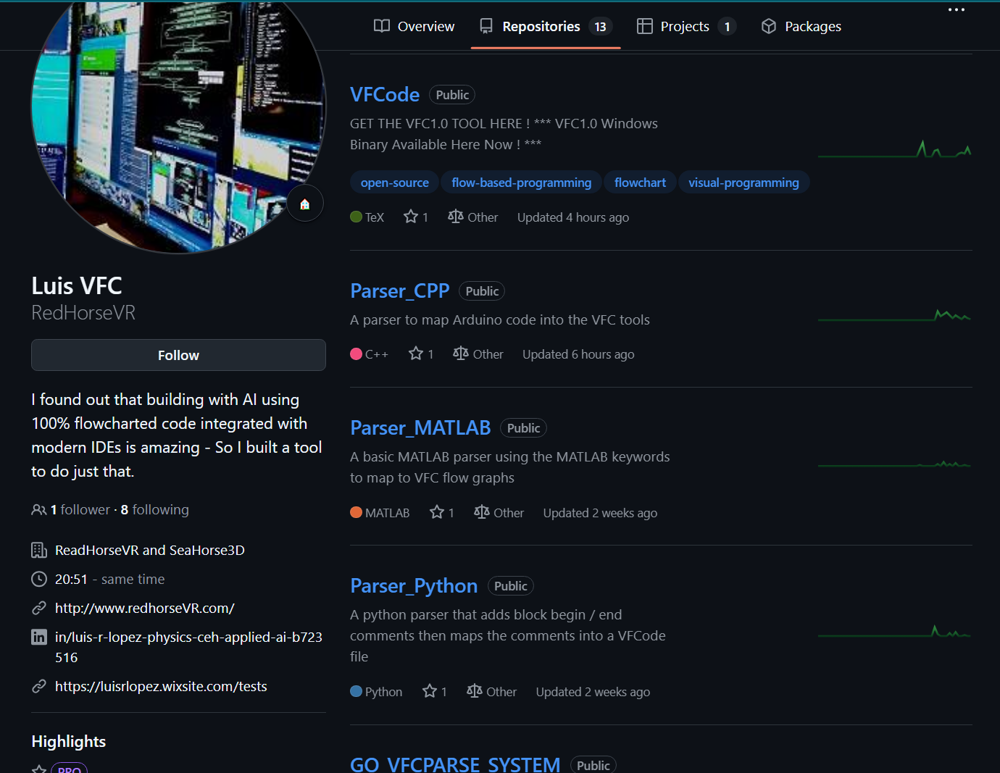 Overview
Repositories 13
Projects 1
Packages
VFCode Public
GET THE VFC1.0 TOOL HERE ! *** VFC1.0 Windows
Binary Available Here Now ! ***
open-source flow-based-programming flowchart visual-programming
TeX 1 Other Updated 4 hours ago
Luis VFC
RedHorseVR
Follow
I found out that building with AI using
100% flowcharted code integrated with
modern IDEs is amazing - So I built a tool
to do just that.
1 follower · 8 following
ReadHorseVR and SeaHorse3D
20:51 - same time
http://www.redhorseVR.com/
in/luis-r-lopez-physics-ceh-applied-ai-b723
516
https://luisrlopez.wixsite.com/tests
Highlights
PRO
Parser_CPP Public
A parser to map Arduino code into the VFC tools
C++ 1 Other Updated 6 hours ago
Parser_MATLAB Public
A basic MATLAB parser using the MATLAB keywords
to map to VFC flow graphs
MATLAB 1 Other Updated 2 weeks ago
Parser_Python Public
A python parser that adds block begin / end
comments then maps the comments into a VFCode
file
Python 1 Other Updated 2 weeks ago
GO_VFCPARSE_SYSTEM Public